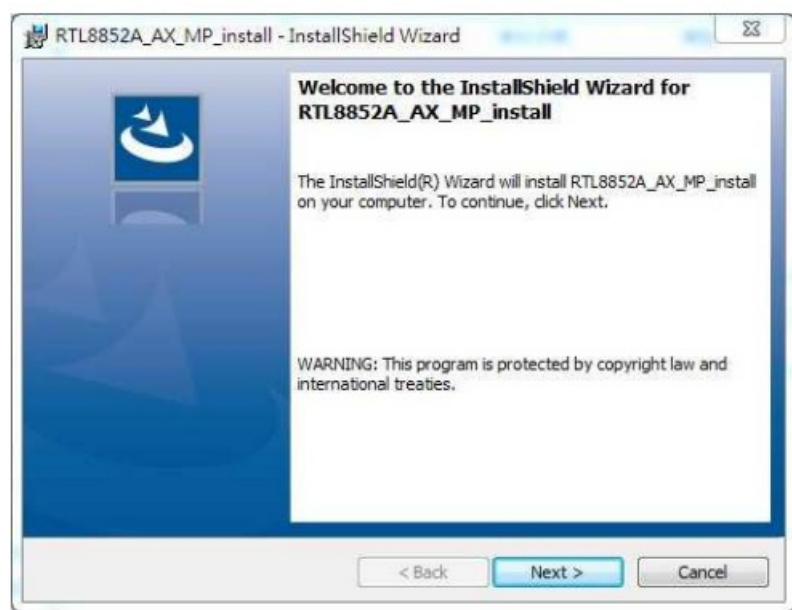 RTL8852A_AX_MP_install - InstallShield Wizard
Welcome to the InstallShield Wizard for
RTL8852A_AX_MP_install
The InstallShield(R) Wizard will install RTL8852A_AX_MP_install
on your computer. To continue, click Next.
WARNING: This program is protected by copyright law and
international treaties.
< Back
Next >
Cancel